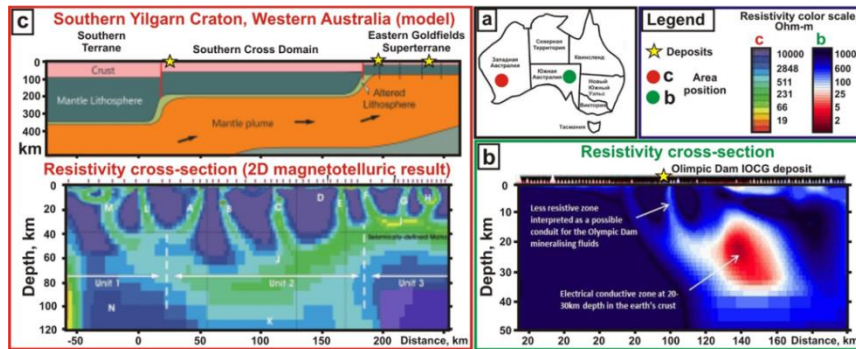 c
Southern Yilgarn Craton, Western Australia (model)
Southern Terrane
Southern Cross Domain
Eastern Goldfields Superterrane
0
100
200
300
400
km
Crust
Mantle Lithosphere
Altered Lithosphere
Mantle plume
Resistivity cross-section (2D magnetotelluric result)
Depth, km
0
20
40
60
80
100
120
M
L
A
B
C
D
E
F
G
H
J
Unit 1
Unit 2
Unit 3
N
K
-50
0
50
100
150
200
Distance, km
a
Западная Австралия
Северная Территория
Квинсленд
Южная Австралия
Новый Южный Уэльс
Виктория
Тасмания
Legend
Deposits
c
b
Area position
Resistivity color scale
Ohm-m
c
b
10000
2848
511
231
66
19
10000
1000
100
25
5
2
b
Resistivity cross-section
Olimpic Dam IOCG deposit
Less resistive zone
interpreted as a possible
conduit for the Olympic Dam
mineralising fluids
Electrical conductive zone at 20-
30km depth in the earth's crust
Depth, km
0
10
20
30
40
50
20
20
20
20
100
120
140
160
Distance, km